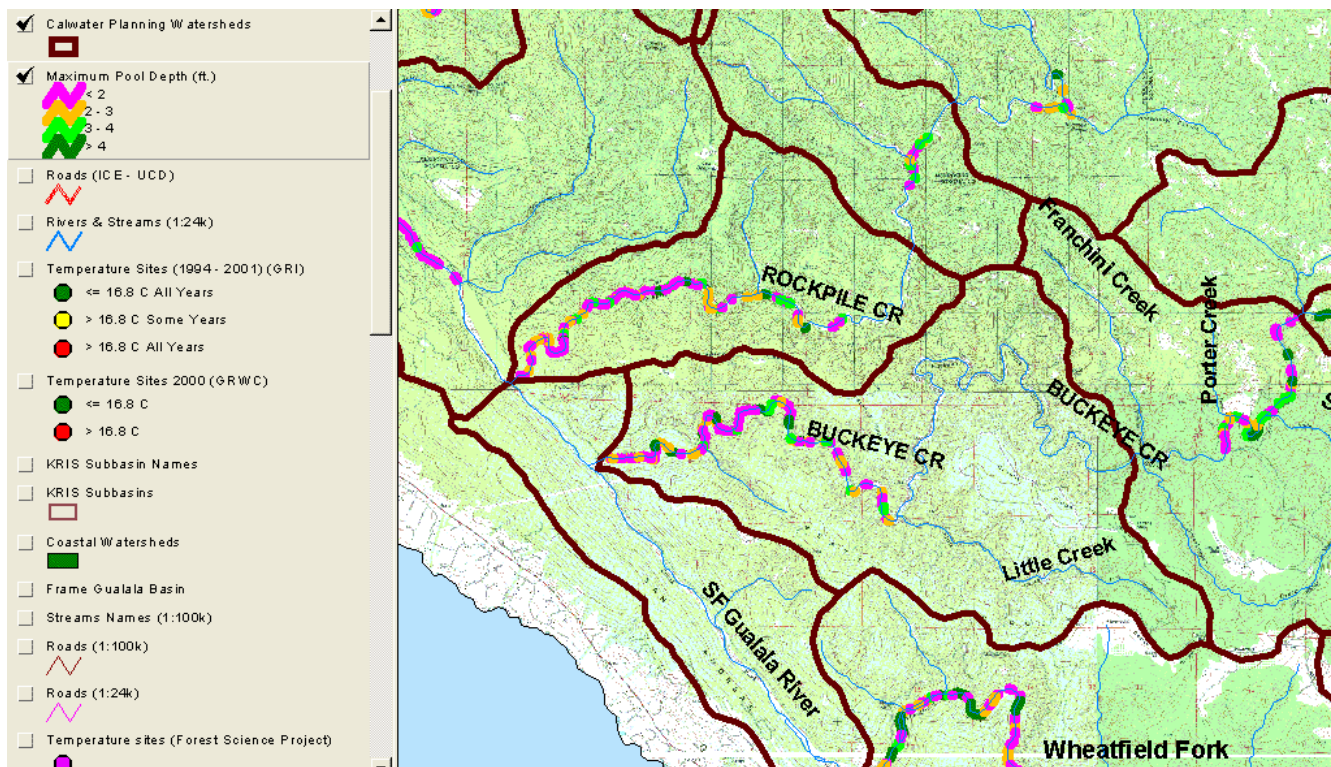 Calwater Planning Watersheds
Maximum Pool Depth (ft.)
< 2
2 - 3
3 - 4
> 4
Roads (ICE - UCD)
Rivers & Streams (1:24k)
Temperature Sites (1994 - 2001) (GRI)
<= 16.8 C All Years
> 16.8 C Some Years
> 16.8 C All Years
Temperature Sites 2000 (GRWC)
<= 16.8 C
> 16.8 C
KRIS Subbasin Names
KRIS Subbasins
Coastal Watersheds
Frame Gualala Basin
Streams Names (1:100k)
Roads (1:100k)
Roads (1:24k)
Temperature sites (Forest Science Project)
Franchini Creek
ROCKPILE CR
Porter Creek
BUCKEYE CR
BUCKEYE CR
Little Creek
SF Gualala River
Wheatfield Fork